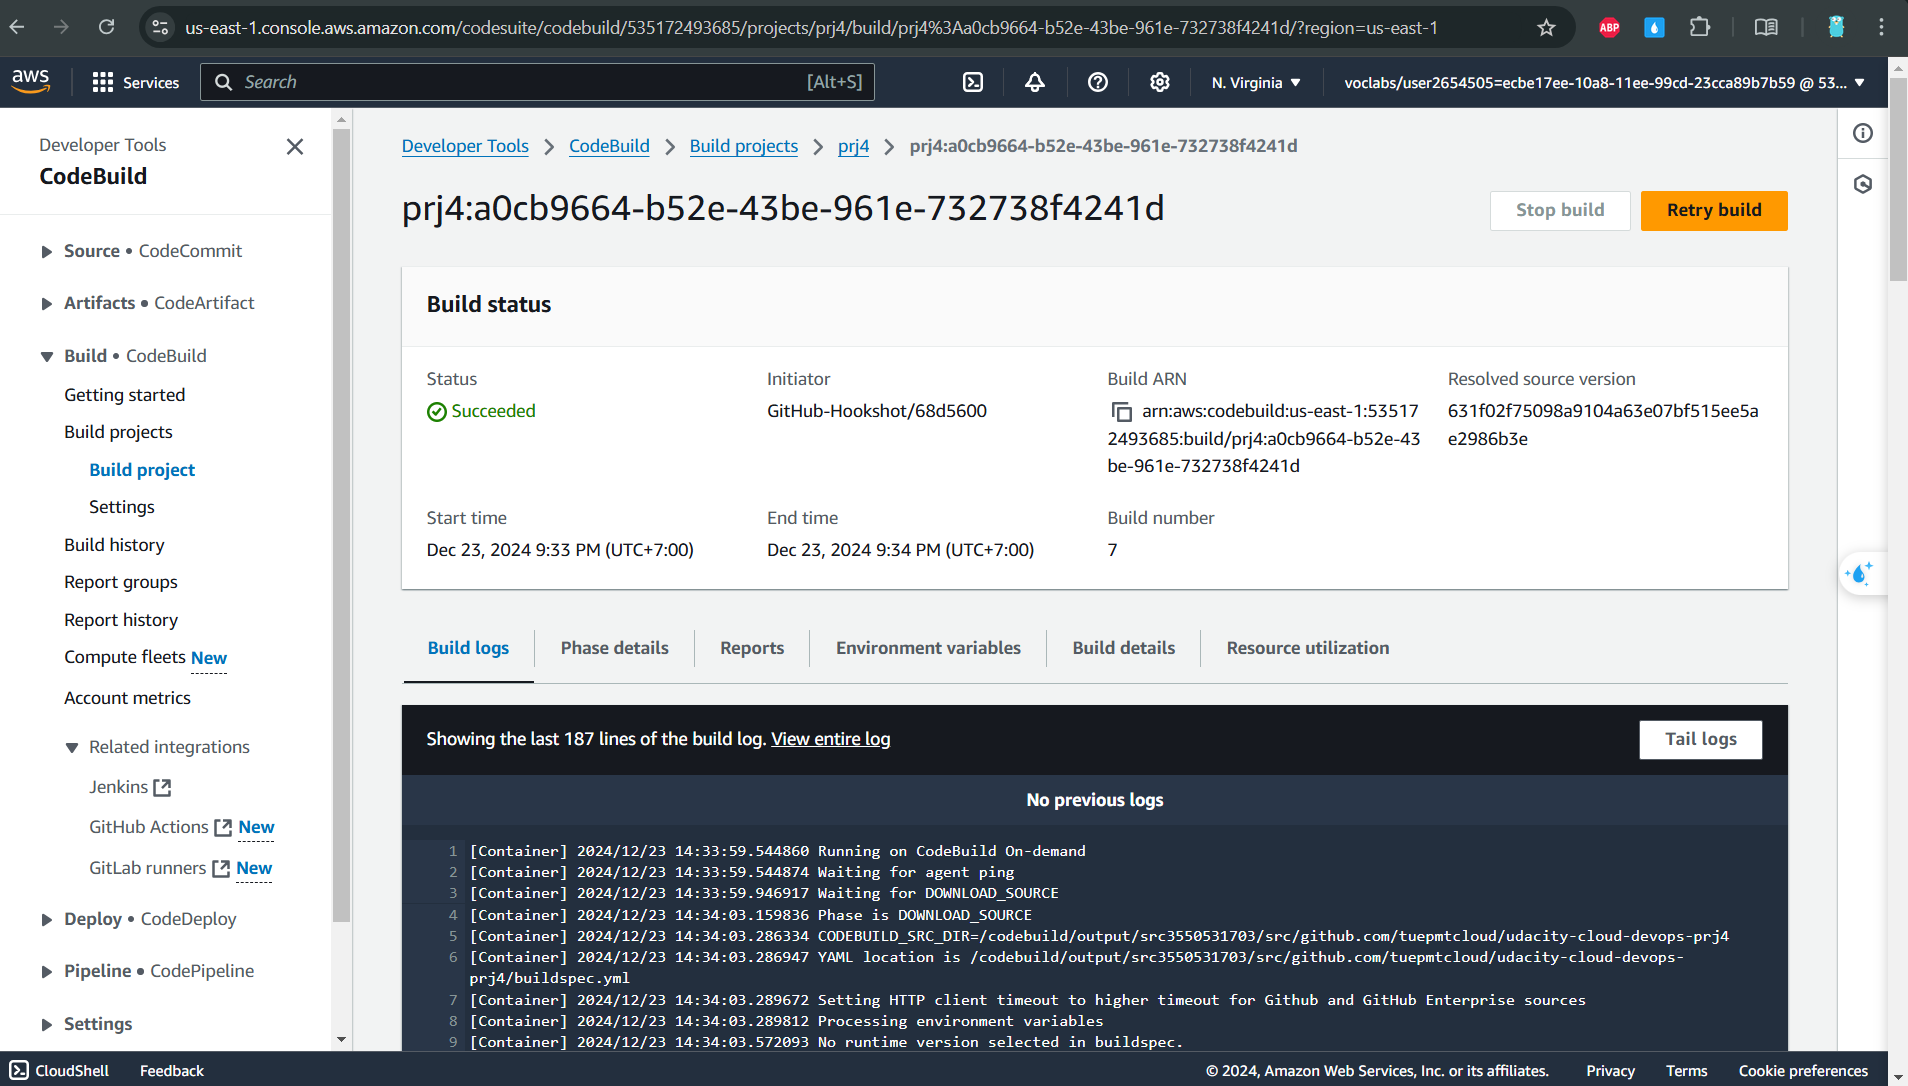 us-east-1.console.aws.amazon.com/codesuite/codebuild/535172493685/projects/prj4/build/prj4%3Aa0cb9664-b52e-43be-961e-732738f4241d/?region=us-east-1
ABP
aws
Services
Search
[Alt+S]
N. Virginia
voclabs/user2654505=ecbe17ee-10a8-11ee-99cd-23cca89b7b59 @ 53...
Developer Tools
CodeBuild
Source • CodeCommit
Artifacts • CodeArtifact
Build • CodeBuild
Getting started
Build projects
Build project
Settings
Build history
Report groups
Report history
Compute fleets New
Account metrics
Related integrations
Jenkins
GitHub Actions New
GitLab runners New
Deploy • CodeDeploy
Pipeline • CodePipeline
Settings
Developer Tools > CodeBuild > Build projects > prj4 > prj4:a0cb9664-b52e-43be-961e-732738f4241d
prj4:a0cb9664-b52e-43be-961e-732738f4241d
Stop build
Retry build
Build status
Status
Succeeded
Initiator
GitHub-Hookshot/68d5600
Build ARN
arn:aws:codebuild:us-east-1:53517
2493685:build/prj4:a0cb9664-b52e-43
be-961e-732738f4241d
Resolved source version
631f02f75098a9104a63e07bf515ee5a
e2986b3e
Start time
Dec 23, 2024 9:33 PM (UTC+7:00)
End time
Dec 23, 2024 9:34 PM (UTC+7:00)
Build number
7
Build logs
Phase details
Reports
Environment variables
Build details
Resource utilization
Showing the last 187 lines of the build log. View entire log
Tail logs
No previous logs
1 [Container] 2024/12/23 14:33:59.544860 Running on CodeBuild On-demand
2 [Container] 2024/12/23 14:33:59.544874 Waiting for agent ping
3 [Container] 2024/12/23 14:33:59.946917 Waiting for DOWNLOAD_SOURCE
4 [Container] 2024/12/23 14:34:03.159836 Phase is DOWNLOAD_SOURCE
5 [Container] 2024/12/23 14:34:03.286334 CODEBUILD_SRC_DIR=/codebuild/output/src3550531703/src/github.com/tuepmtcloud/udacity-cloud-devops-prj4
6 [Container] 2024/12/23 14:34:03.286947 YAML location is /codebuild/output/src3550531703/src/github.com/tuepmtcloud/udacity-cloud-devops-
prj4/buildspec.yml
7 [Container] 2024/12/23 14:34:03.289672 Setting HTTP client timeout to higher timeout for Github and GitHub Enterprise sources
8 [Container] 2024/12/23 14:34:03.289812 Processing environment variables
9 [Container] 2024/12/23 14:34:03.572093 No runtime version selected in buildspec.
CloudShell
Feedback
© 2024, Amazon Web Services, Inc. or its affiliates.
Privacy
Terms
Cookie preferences